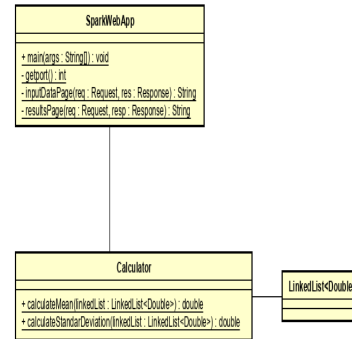 SparkWebApp
+ main(args : String[]) : void
- getport() : int
- inputDataPage(req : Request, res : Response) : String
- resultsPage(req : Request, resp : Response) : String
Calculator
+ calculateMean(linkedList : LinkedList<Double>) : double
+ calculateStandarDeviation(linkedList : LinkedList<Double>) : double
LinkedList<Double